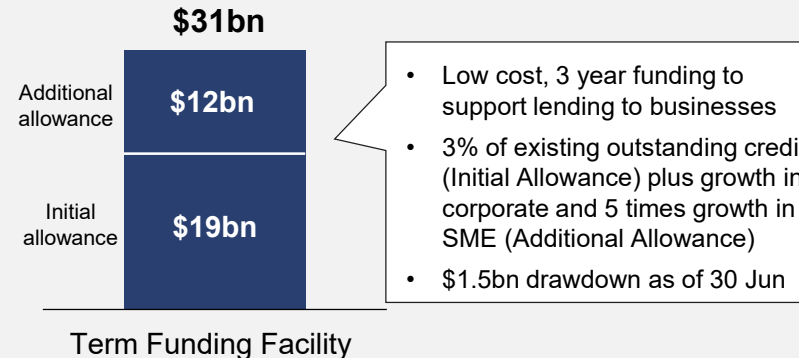 $31bn
Additional
allowance
$12bn
Initial
allowance
$19bn
Term Funding Facility
• Low cost, 3 year funding to
support lending to businesses
• 3% of existing outstanding credi
(Initial Allowance) plus growth in
corporate and 5 times growth in
SME (Additional Allowance)
• $1.5bn drawdown as of 30 Jun